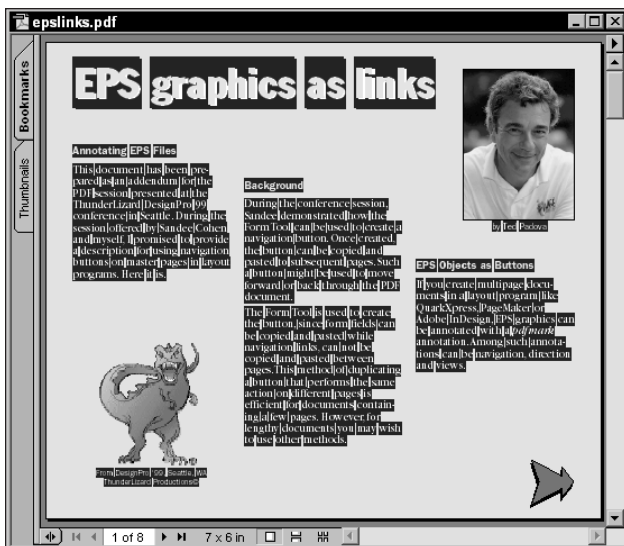 epslinks.pdf
Bookmarks
Thumbnails
EPS graphics as links
Annotating EPS Files
This document has been pre-
pared as an addendum for the
PDF session presented at the
ThunderLizard DesignPro '99
conference in Seattle. During the
session offered by Sandee Cohen,
and myself, I promised to provide
a description for using navigation
buttons on master pages in layout
programs. Here it is.
From DesignPro '99, Seattle, WA
ThunderLizard Productions©
Background
During the conference session,
Sandee demonstrated how the
Form Tool can be used to create a
navigation button. Once created,
the button can be copied and
pasted to subsequent pages. Such
a button might be used to move
forward or back through the PDF
document.
The Form Tool is used to create
the button, since form fields can
be copied and pasted while
navigation links, can not be
copied and pasted between
pages. This method of duplicating
a button that performs the same
action on different pages is
efficient for documents contain-
ing a few pages. However, for
lengthy documents you may wish
to use other methods.
by Ted Padova
EPS Objects as Buttons
If you create multipage docu-
ments in a layout program like
QuarkXpress, PageMaker or
Adobe InDesign, EPS graphics can
be annotated with a pdfmark
annotation. Among such annota-
tions can be navigation, direction
and views.
1 of 8
7 x 6 in